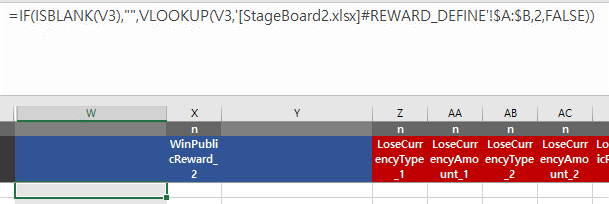 =IF(ISBLANK(V3),"",VLOOKUP(V3,'[StageBoard2.xlsx]#REWARD_DEFINE'!$A:$B,2,FALSE))
W X Y Z AA AB AC
n n n n n
WinPubli LoseCurr LoseCurr LoseCurr LoseCurr
cReward_ encyType encyAmo encyType encyAmo
2 _1 unt_1 _2 unt_2